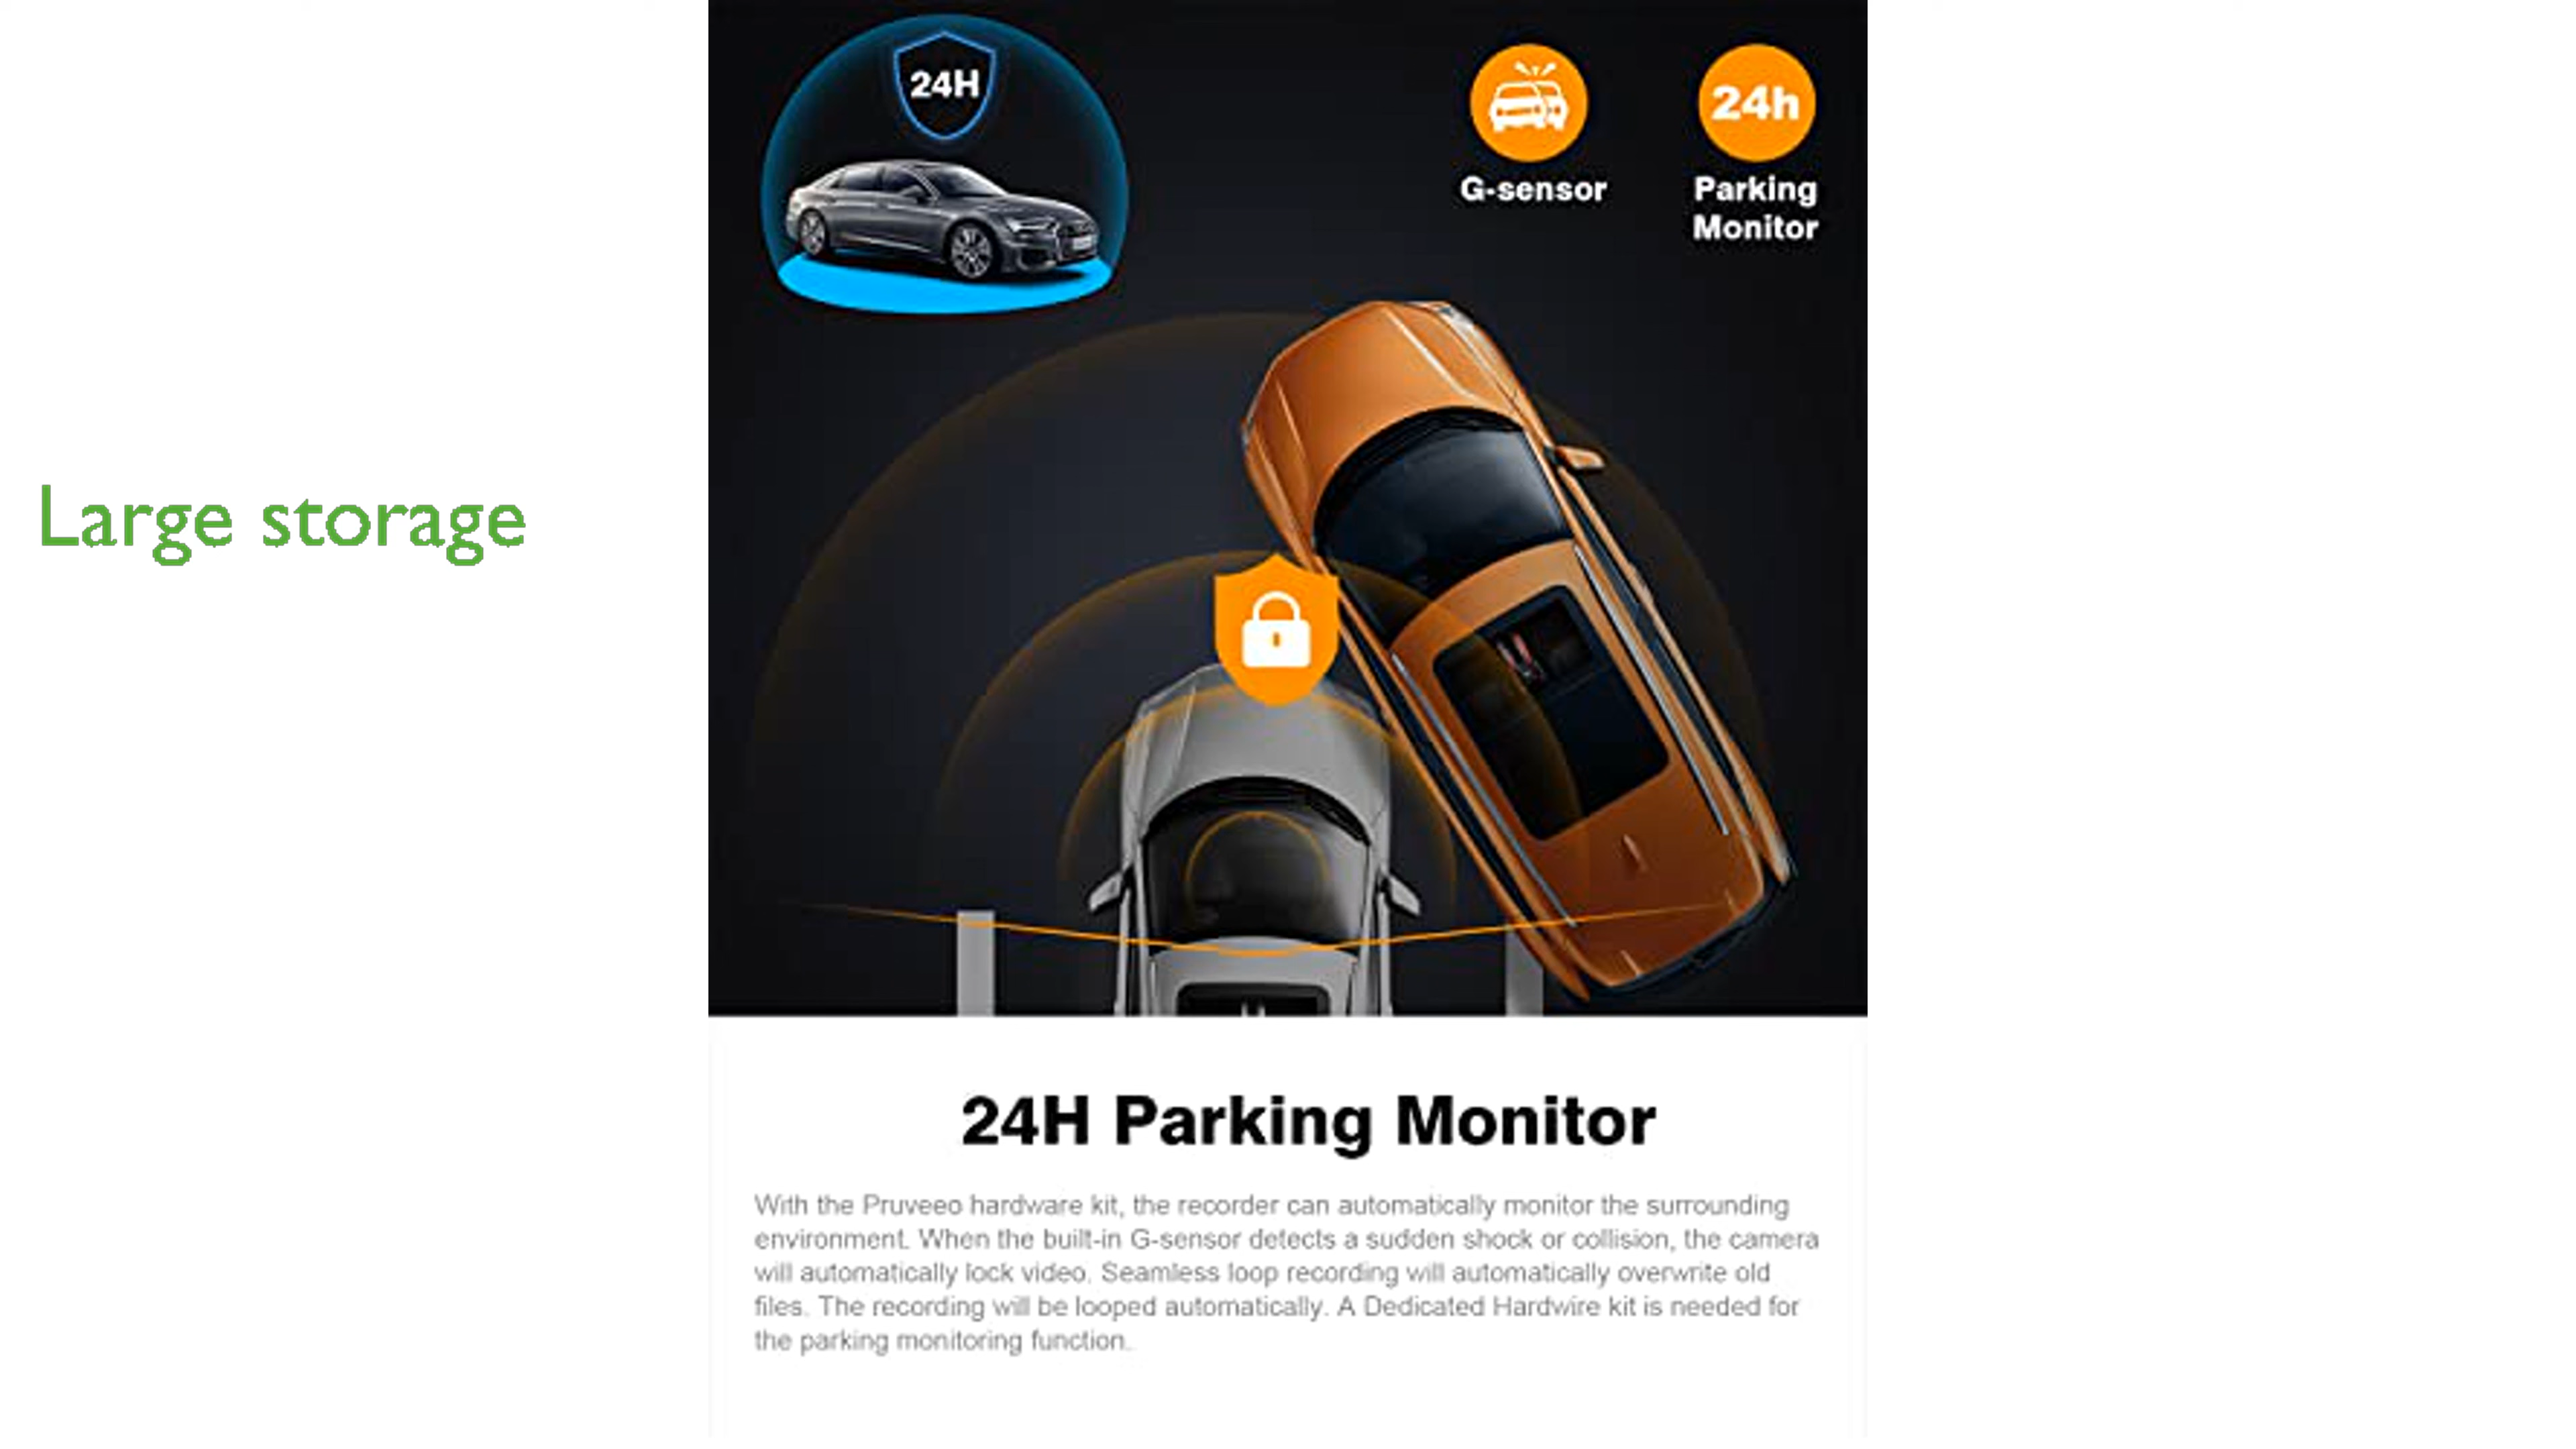 24H
24h
G-sensor
Parking
Monitor
Large storage
24H Parking Monitor
With the Pruveeo hardware kit, the recorder can automatically monitor the surrounding
environment. When the built-in G-sensor detects a sudden shock or collision, the camera
will automatically lock video. Seamless loop recording will automatically overwrite old
files. The recording will be looped automatically. A Dedicated Hardwire kit is needed for
the parking monitoring function.